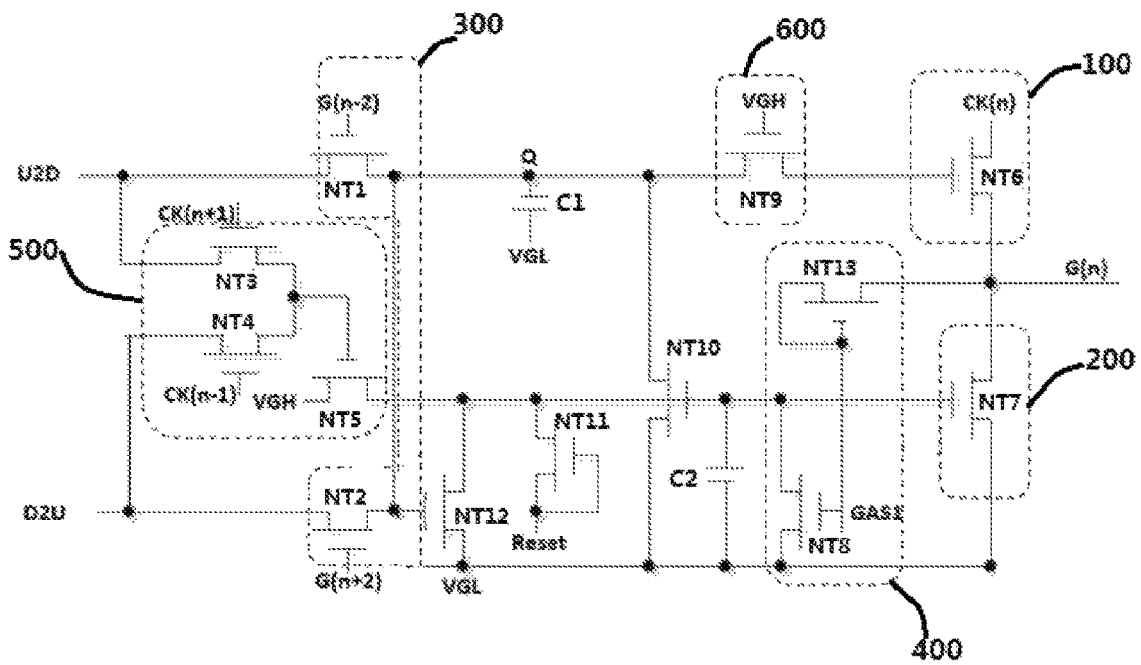 300
600
100
G(n-2)
VGH
CK(n)
U2D
Q
NT1
C1
NT9
NT6
CK(n+1)
VGL
500
NT13
G(n)
NT3
NT4
NT10
200
CK(n-1)
VGH
NT5
NT11
NT7
C2
NT2
D2U
NT12
Reset
GAS1
NT8
G(n+2)
VGL
400